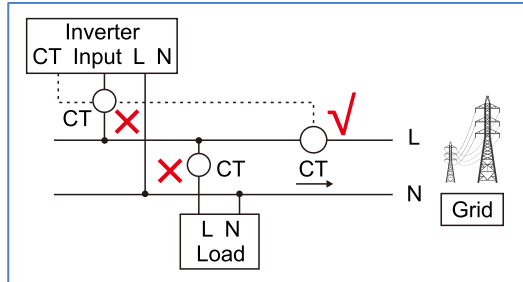 Inverter
CT Input L N
CT
L
CT
CT
N
L N
Load
Grid